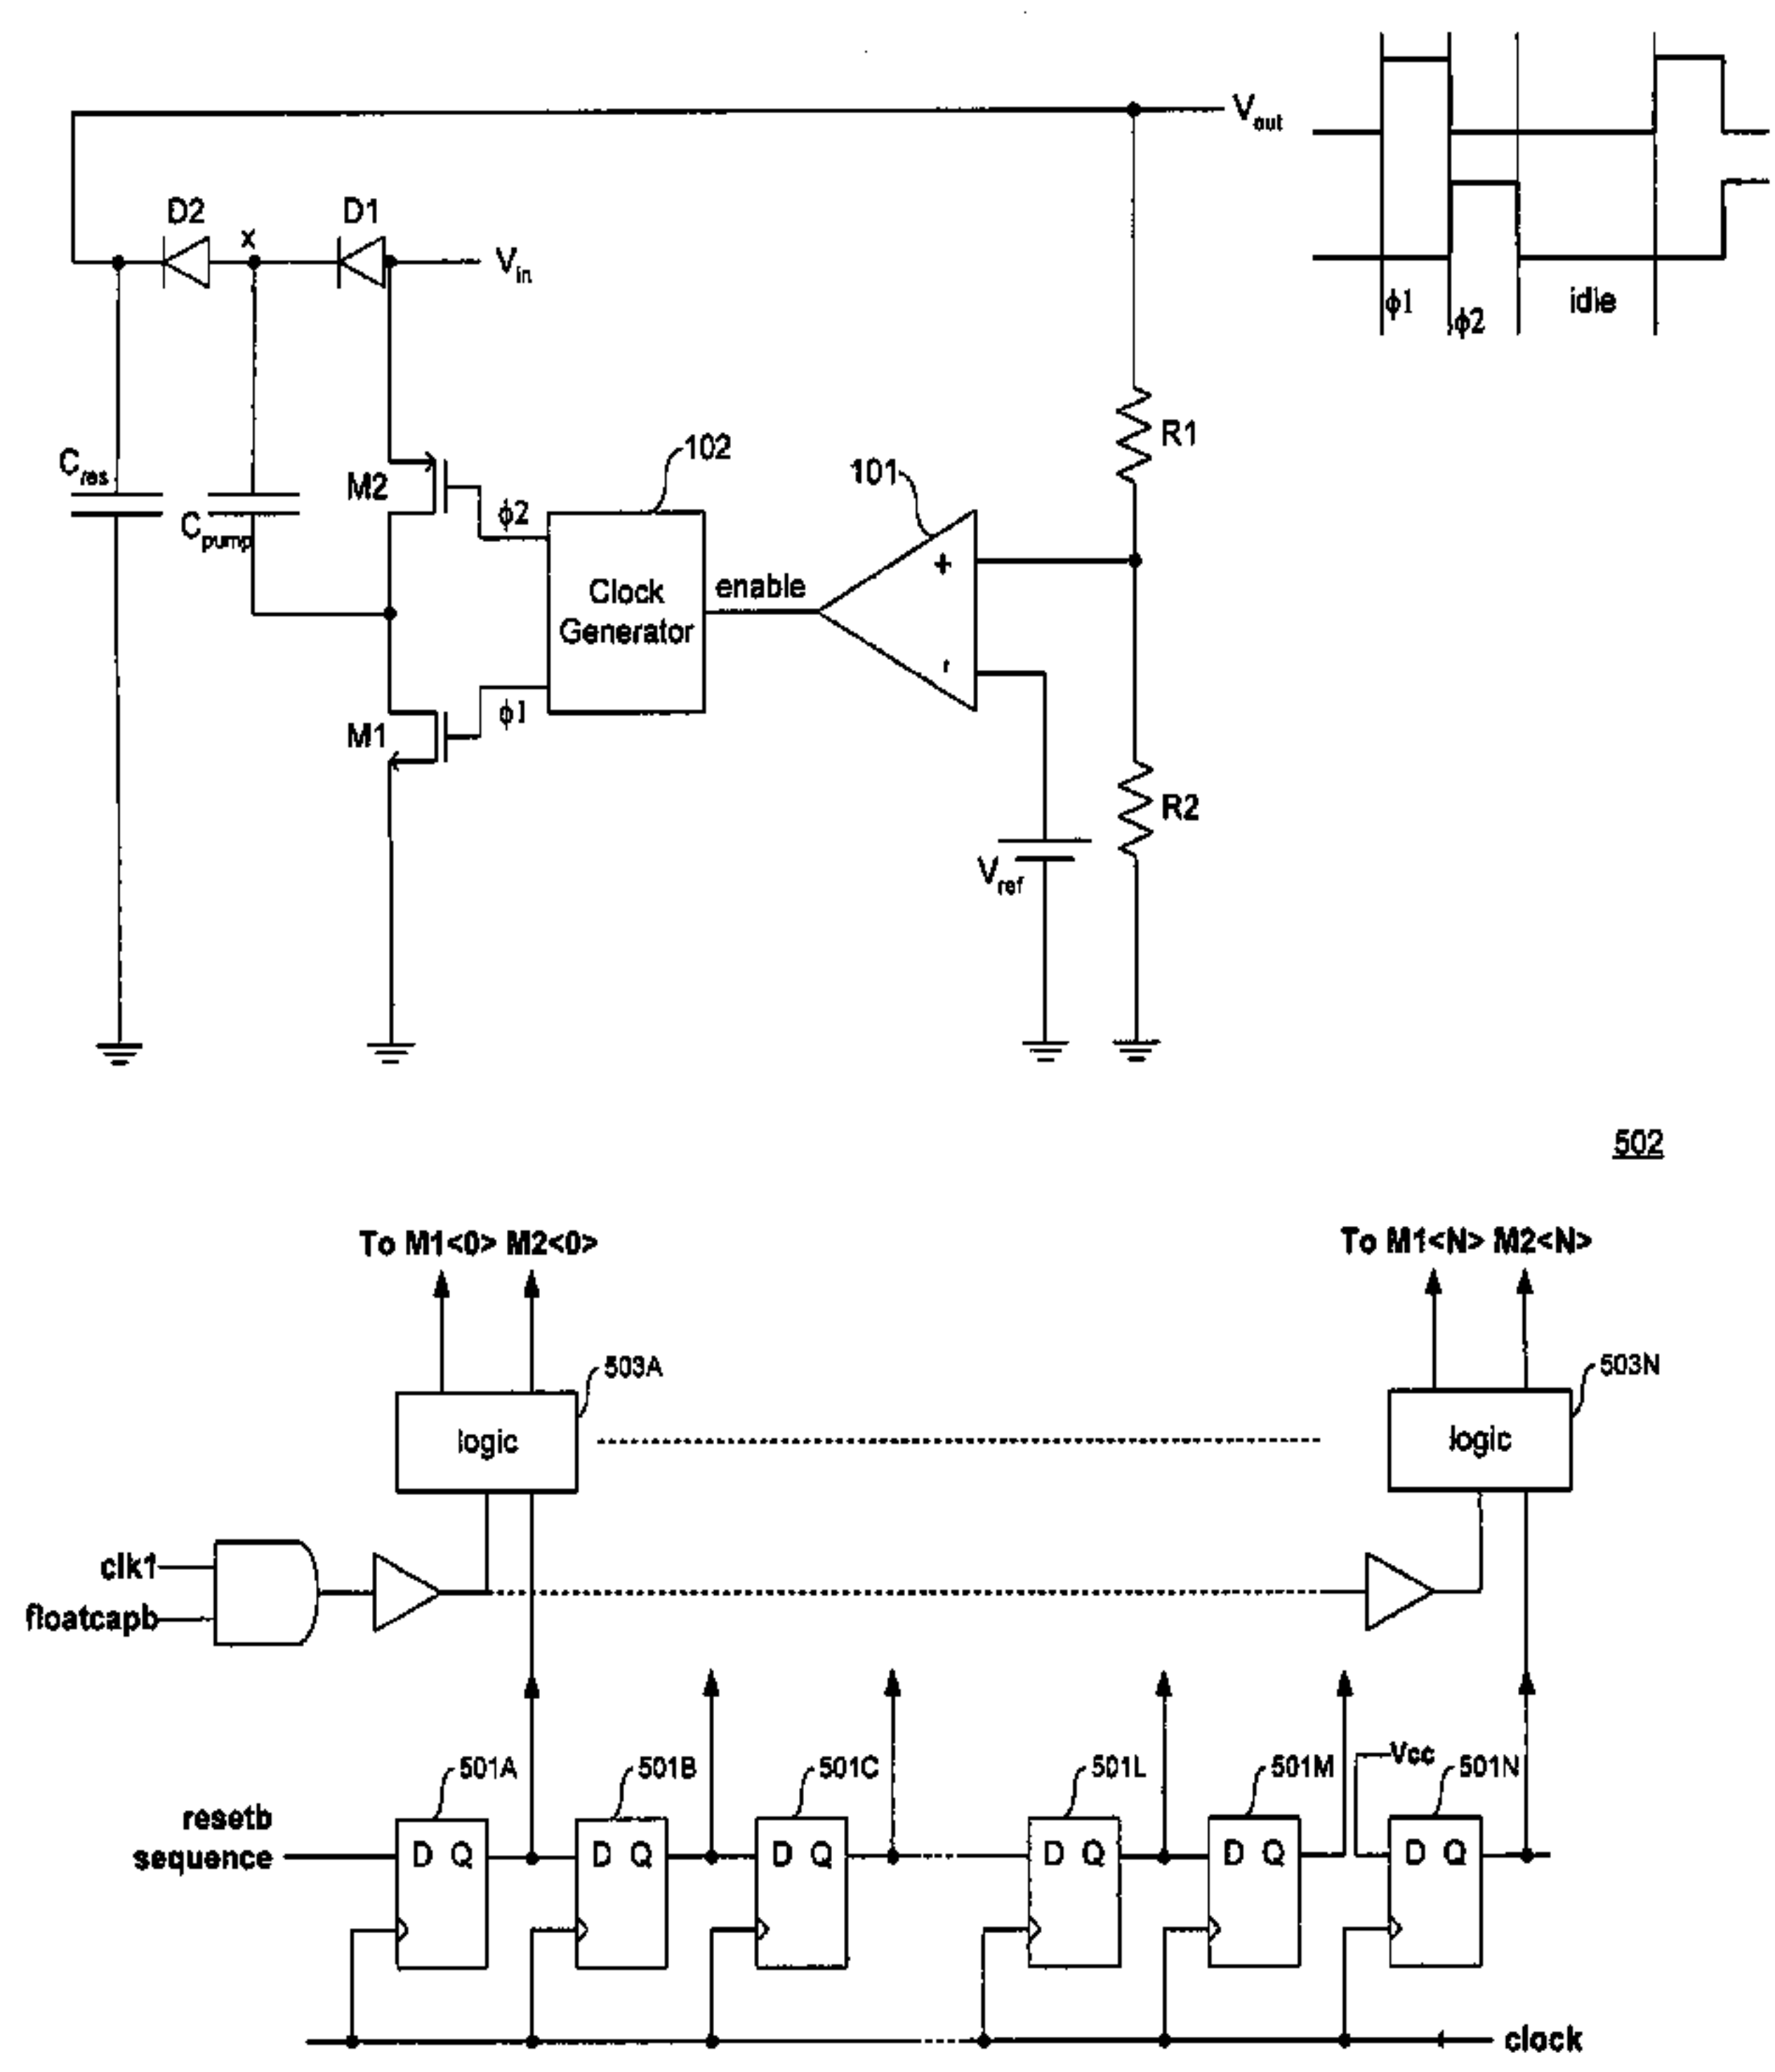 Vout
D2
x
D1
Vin
ϕ1
ϕ2
idle
R1
Cres
M2
102
101
Cpump
ϕ2
+
Clock
Generator
enable
-
ϕ1
M1
R2
Vref
502
To M1<0> M2<0>
To M1<N> M2<N>
503A
503N
logic
logic
clk1
floatcapb
501A
501B
501C
501L
501M
Vcc
501N
resetb
sequence
D Q
D Q
D Q
D Q
D Q
D Q
clock